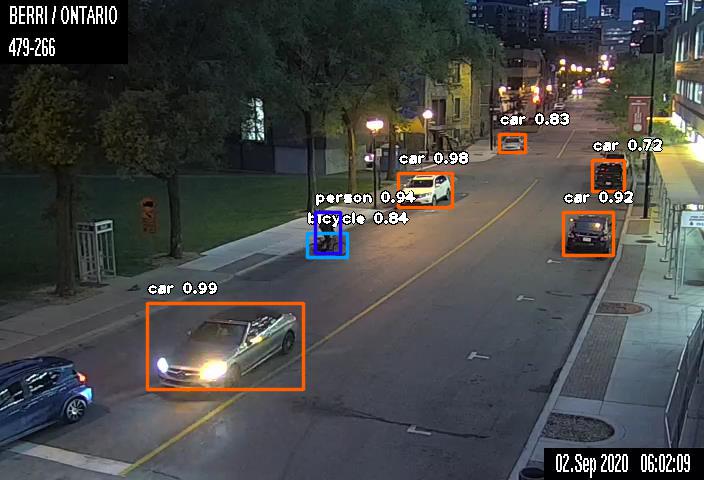 BERRI / ONTARIO
479-266
car 0.83
car 0.72
car 0.98
person 0.94
car 0.92
bicycle 0.84
car 0.99
02.Sep 2020 06:02:09